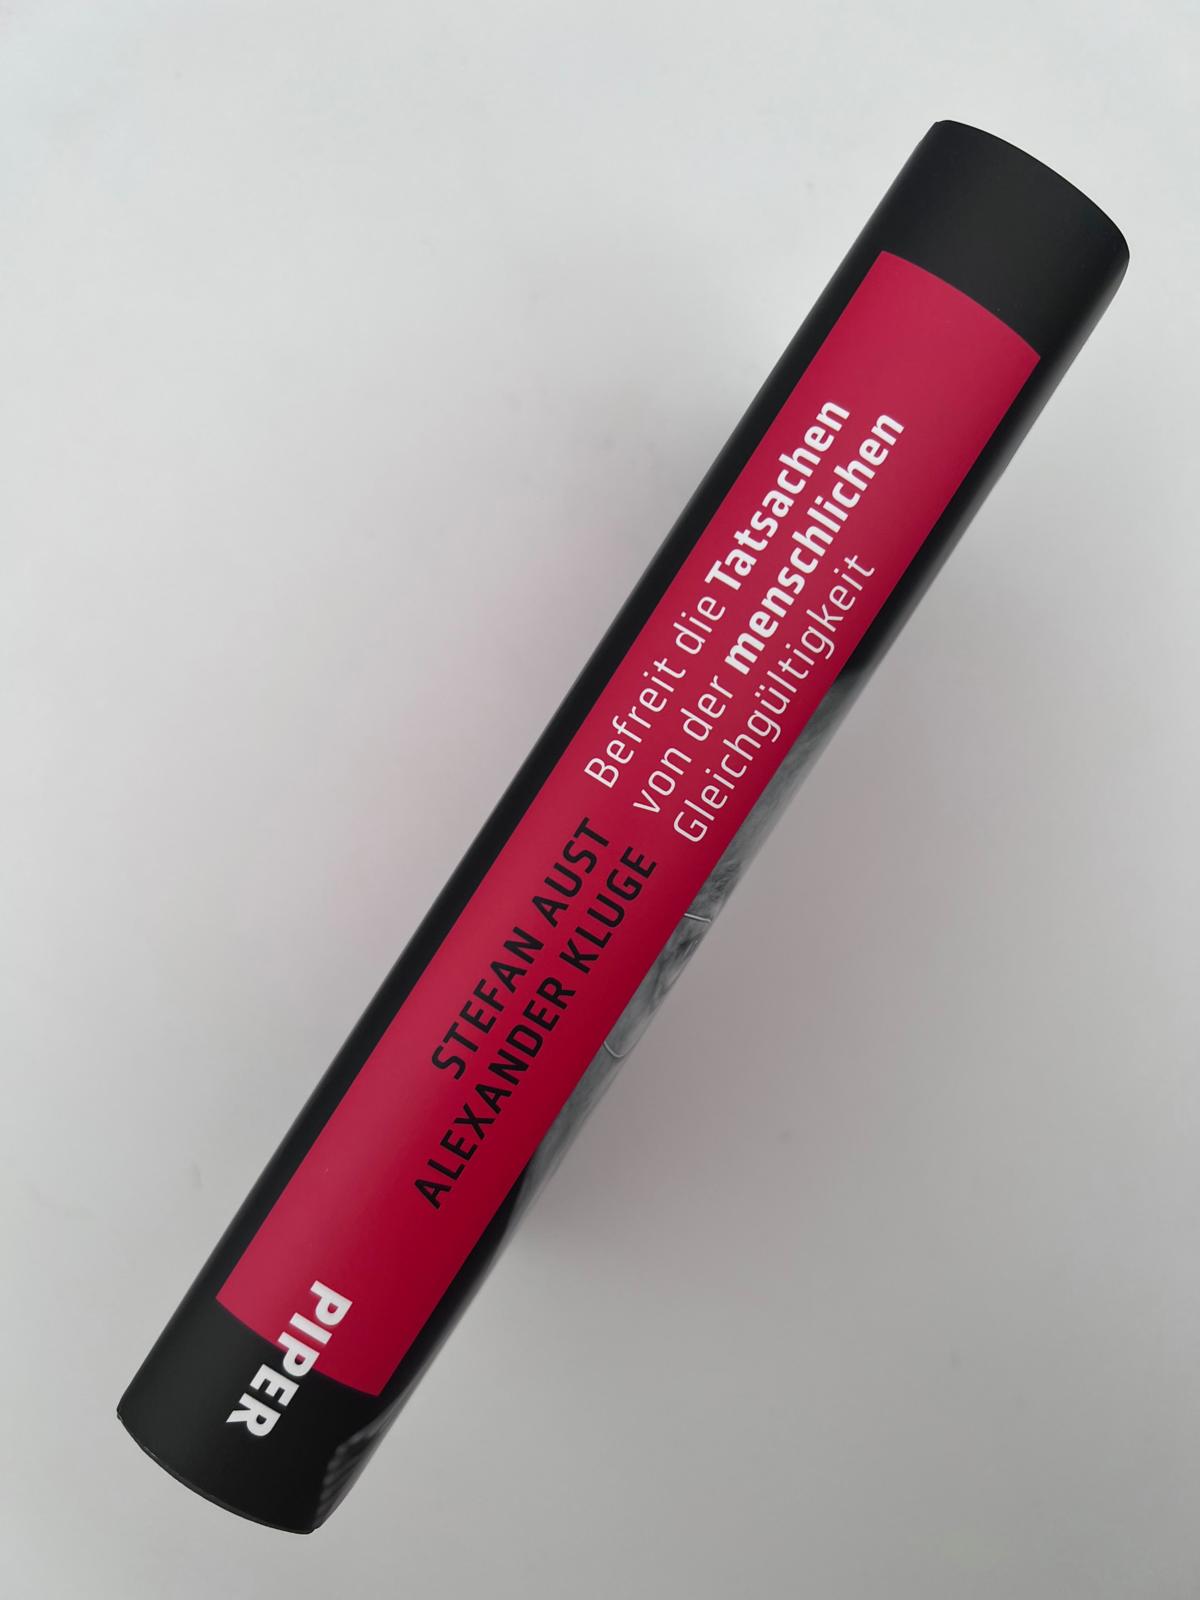 STEFAN AUST
ALEXANDER KLUGE
Befreit die Tatsachen
von der menschlichen
Gleichgültigkeit
PIPER